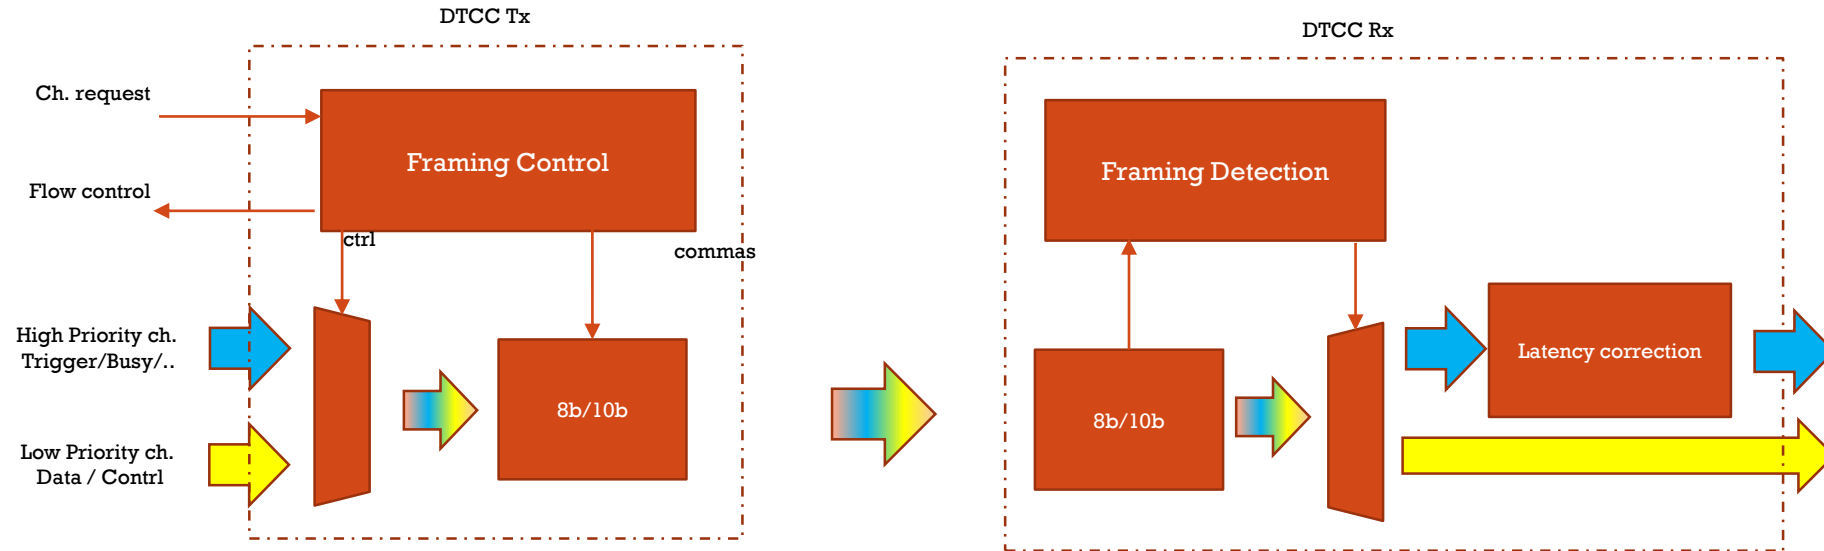 DTCC Tx
DTCC Rx
Ch. request
Framing Control
Framing Detection
Flow control
ctrl
commas
High Priority ch.
Trigger/Busy/..
Latency correction
8b/10b
8b/10b
Low Priority ch.
Data / Contrl